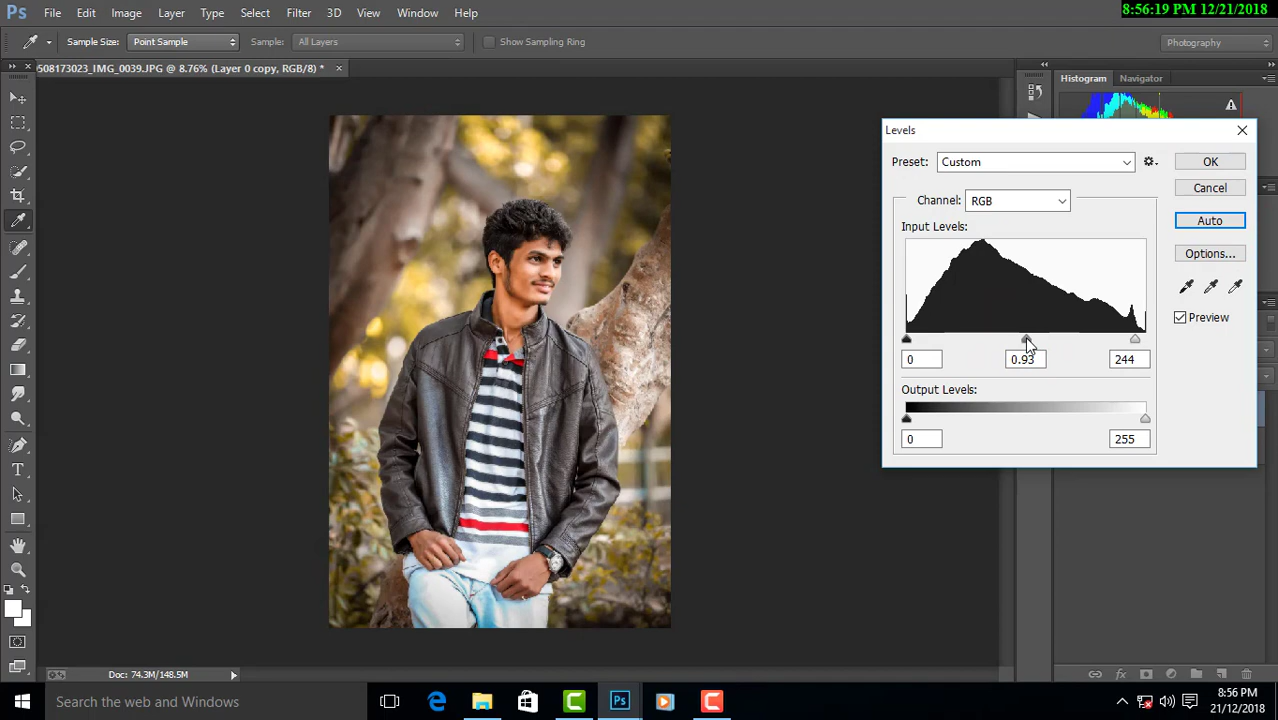 Ps File Edit Image Layer Type Select Filter 3D View Window Help
8:56:19 PM 12/21/2018
Sample Size: Point Sample Sample: All Layers Show Sampling Ring Photography
508173023_IMG_0039.JPG @ 8.76% (Layer 0 copy, RGB/8) *
Histogram Navigator
Levels
Preset: Custom OK
Cancel
Channel: RGB
Auto
Input Levels:
Options...
Preview
0 0.93 244
Output Levels:
0 255
T
Doc: 74.3M/148.5M
fx
Search the web and Windows
e C Ps C
8:56 PM
21/12/2018